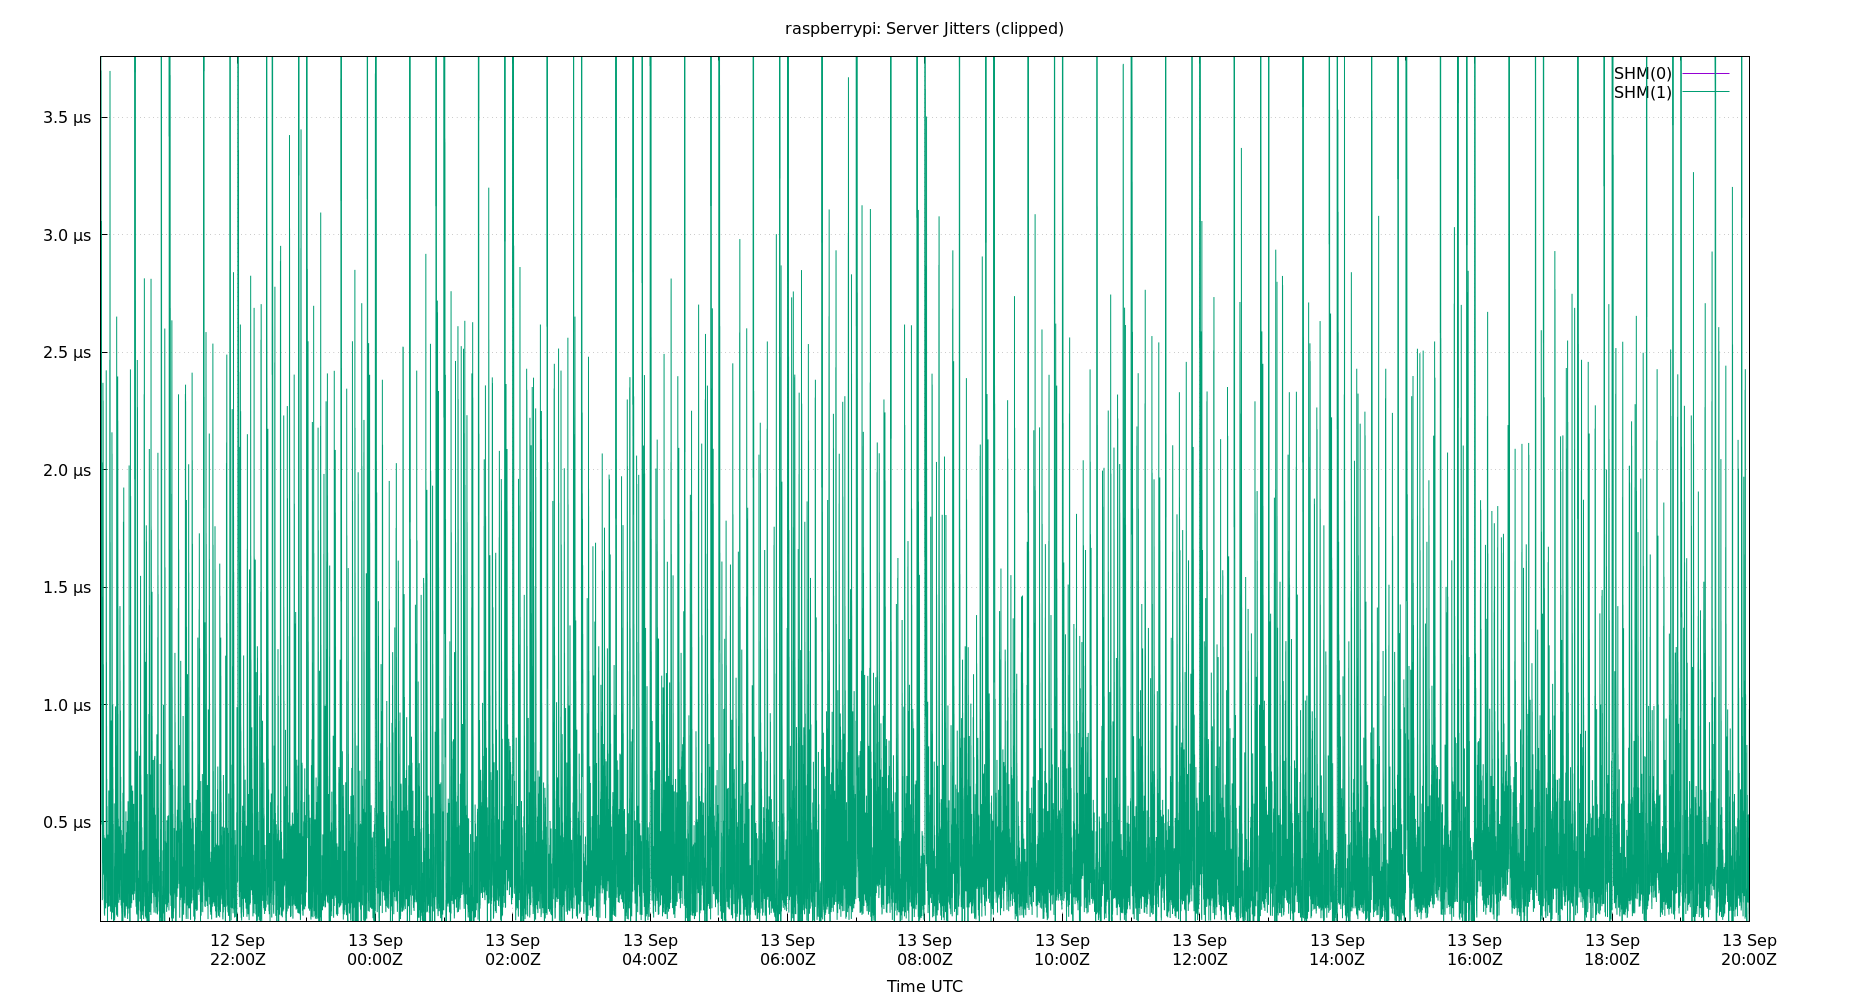 raspberrypi: Server Jitters (clipped)
SHM(0)
SHM(1)
3.5 μs
3.0 μs
2.5 μs
2.0 μs
1.5 μs
1.0 μs
0.5 μs
12 Sep 13 Sep 13 Sep 13 Sep 13 Sep 13 Sep 13 Sep 13 Sep 13 Sep 13 Sep 13 Sep 13 Sep
22:00Z 00:00Z 02:00Z 04:00Z 06:00Z 08:00Z 10:00Z 12:00Z 14:00Z 16:00Z 18:00Z 20:00Z
Time UTC